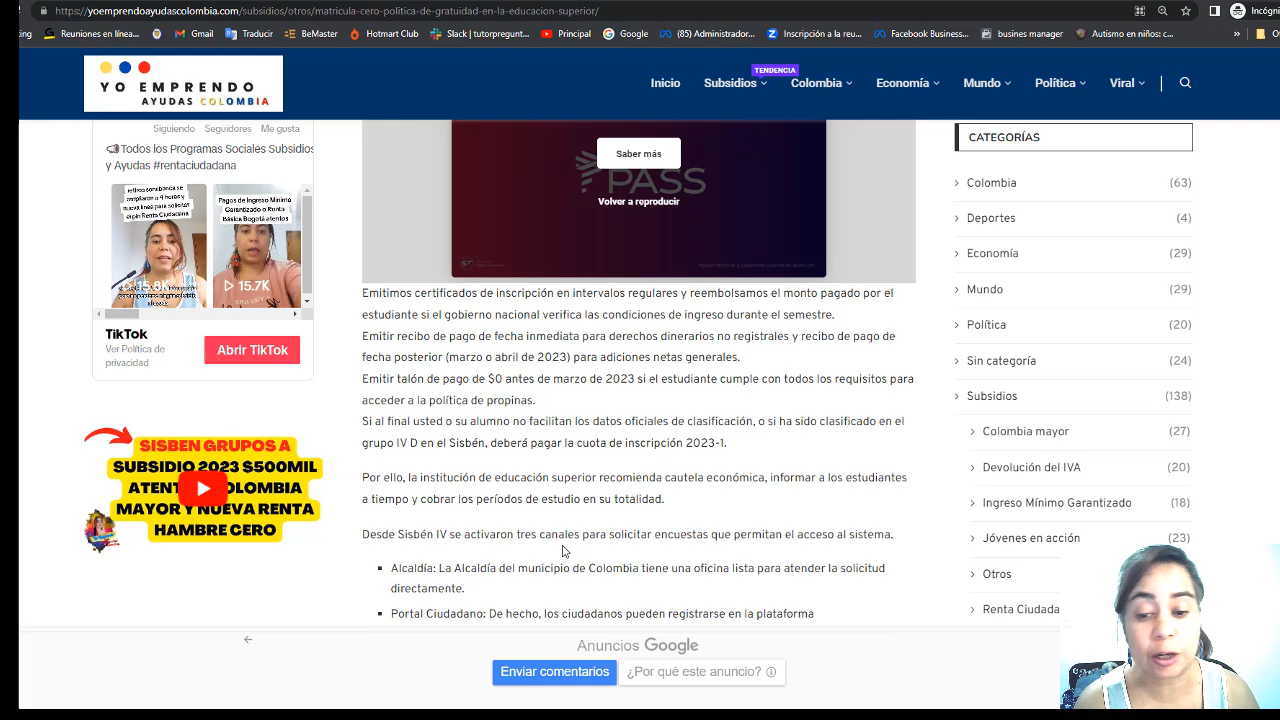 https://yoemprendoayudascolombia.com/subsidios/otros/matricula-cero-politica-de-gratuidad-en-la-educacion-superior/
Incógni
Reuniones en línea...
Gmail
Traducir
BeMaster
Hotmart Club
Slack | tutorpregunt...
Principal
Google
(85) Administrador...
Inscripción a la reu...
Facebook Business...
busines manager
Autismo en niños: c...
»
YO EMPRENDO
AYUDAS COLOMBIA
Inicio
Subsidios
TENDENCIA
Colombia
Economía
Mundo
Política
Viral
Siguiendo Seguidores Me gusta
Todos los Programas Sociales Subsidios
y Ayudas #rentaciudadana
Pagos de Ingreso Mínimo
Garantizado o Renta
Básica Bogotá atentos
15.8K
15.7K
TikTok
Ver Política de
privacidad
Abrir TikTok
SISBEN GRUPOS A
SUBSIDIO 2023 $500MIL
MAYOR Y NUEVA RENTA
HAMBRE CERO
Saber más
PASS
Volver a reproducir
Emitimos certificados de inscripción en intervalos regulares y reembolsamos el monto pagado por el
estudiante si el gobierno nacional verifica las condiciones de ingreso durante el semestre.
Emitir recibo de pago de fecha inmediata para derechos dinerarios no registrales y recibo de pago de
fecha posterior (marzo o abril de 2023) para adiciones netas generales.
Emitir talón de pago de $0 antes de marzo de 2023 si el estudiante cumple con todos los requisitos para
acceder a la política de propinas.
Si al final usted o su alumno no facilitan los datos oficiales de clasificación, o si ha sido clasificado en el
grupo IV D en el Sisbén, deberá pagar la cuota de inscripción 2023-1.
Por ello, la institución de educación superior recomienda cautela económica, informar a los estudiantes
a tiempo y cobrar los períodos de estudio en su totalidad.
Desde Sisbén IV se activaron tres canales para solicitar encuestas que permitan el acceso al sistema.
Alcaldía: La Alcaldía del municipio de Colombia tiene una oficina lista para atender la solicitud
directamente.
Portal Ciudadano: De hecho, los ciudadanos pueden registrarse en la plataforma
CATEGORÍAS
Colombia (63)
Deportes (4)
Economía (29)
Mundo (29)
Política (20)
Sin categoría (24)
Subsidios (138)
Colombia mayor (27)
Devolución del IVA (20)
Ingreso Mínimo Garantizado (18)
Jóvenes en acción (23)
Otros
Renta Ciudada
Anuncios Google
Enviar comentarios
¿Por qué este anuncio?